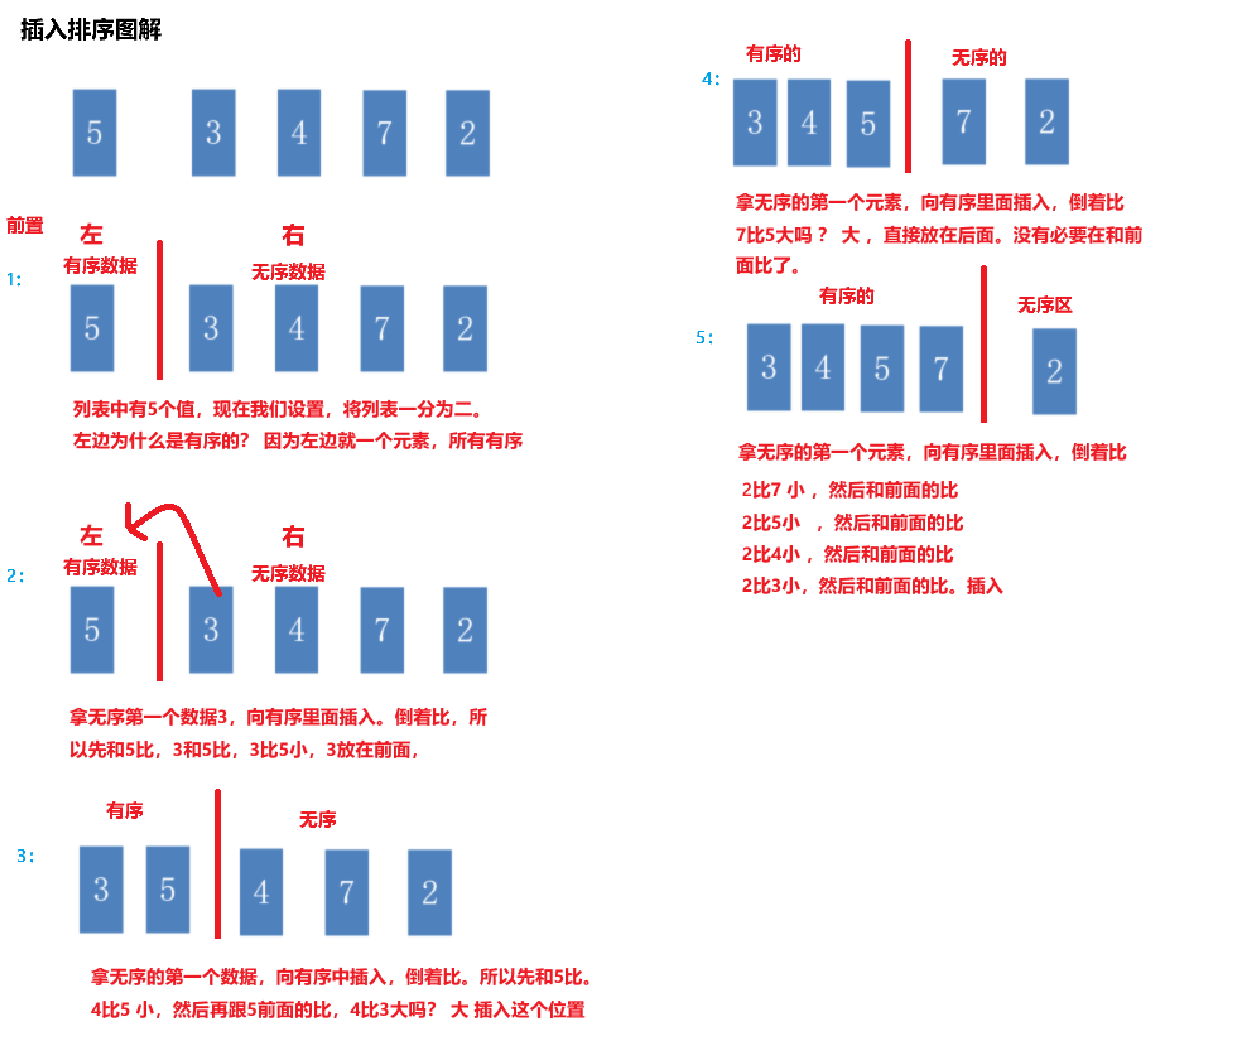 插入排序图解
5 3 4 7 2
前置
左 右
有序数据 无序数据
1：
5 3 4 7 2
列表中有5个值，现在我们设置，将列表一分为二。
左边为什么是有序的？ 因为左边就一个元素，所有有序
左 右
有序数据 无序数据
2：
5 3 4 7 2
拿无序第一个数据3，向有序里面插入。倒着比，所
以先和5比，3和5比，3比5小，3放在前面，
有序 无序
3：
3 5 4 7 2
拿无序的第一个数据，向有序中插入，倒着比。所以先和5比。
4比5 小，然后再跟5前面的比，4比3大吗？ 大 插入这个位置
有序的 无序的
4：
3 4 5 7 2
拿无序的第一个元素，向有序里面插入，倒着比
7比5大吗 ？ 大 ，直接放在后面。没有必要在和前
面比了。
有序的 无序区
5：
3 4 5 7 2
拿无序的第一个元素，向有序里面插入，倒着比
2比7 小 ，然后和前面的比
2比5小 ，然后和前面的比
2比4小 ，然后和前面的比
2比3小，然后和前面的比。插入